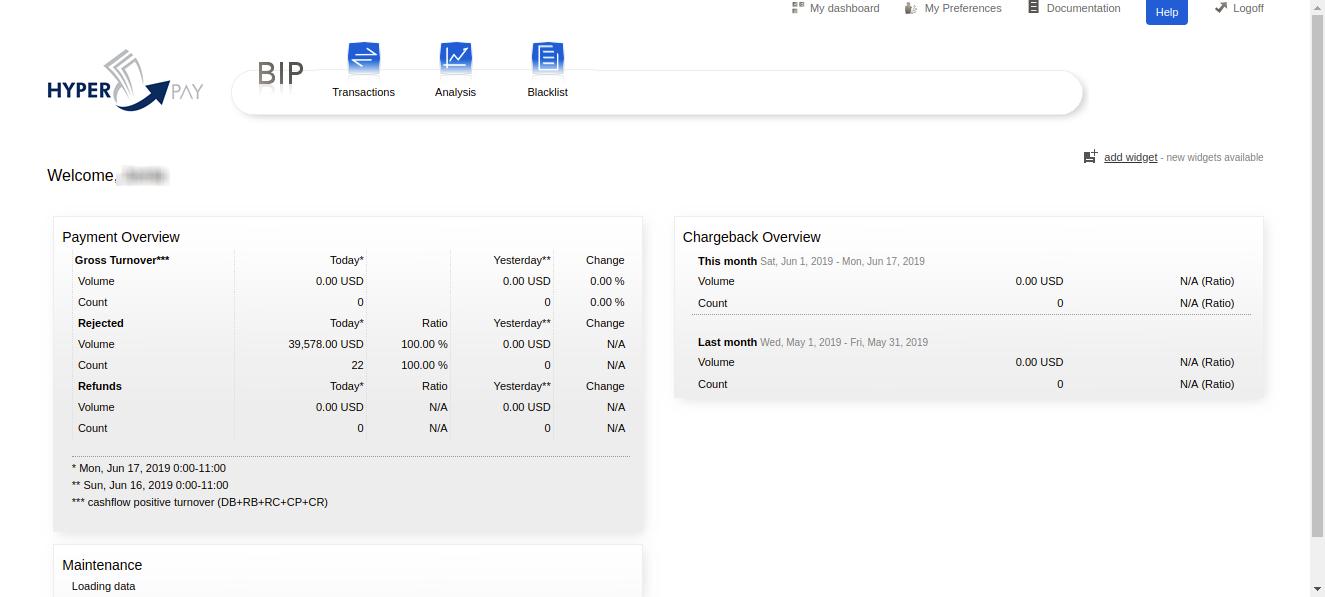 My dashboard My Preferences Documentation Help Logoff
HYPER PAY
BIP
Transactions Analysis Blacklist
add widget - new widgets available
Welcome,
Payment Overview
Gross Turnover*** Today* Yesterday** Change
Volume 0.00 USD 0.00 USD 0.00 %
Count 0 0 0.00 %
Rejected Today* Ratio Yesterday** Change
Volume 39,578.00 USD 100.00 % 0.00 USD N/A
Count 22 100.00 % 0 N/A
Refunds Today* Ratio Yesterday** Change
Volume 0.00 USD N/A 0.00 USD N/A
Count 0 N/A 0 N/A
* Mon, Jun 17, 2019 0:00-11:00
** Sun, Jun 16, 2019 0:00-11:00
*** cashflow positive turnover (DB+RB+RC+CP+CR)
Chargeback Overview
This month Sat, Jun 1, 2019 - Mon, Jun 17, 2019
Volume 0.00 USD N/A (Ratio)
Count 0 N/A (Ratio)
Last month Wed, May 1, 2019 - Fri, May 31, 2019
Volume 0.00 USD N/A (Ratio)
Count 0 N/A (Ratio)
Maintenance
Loading data